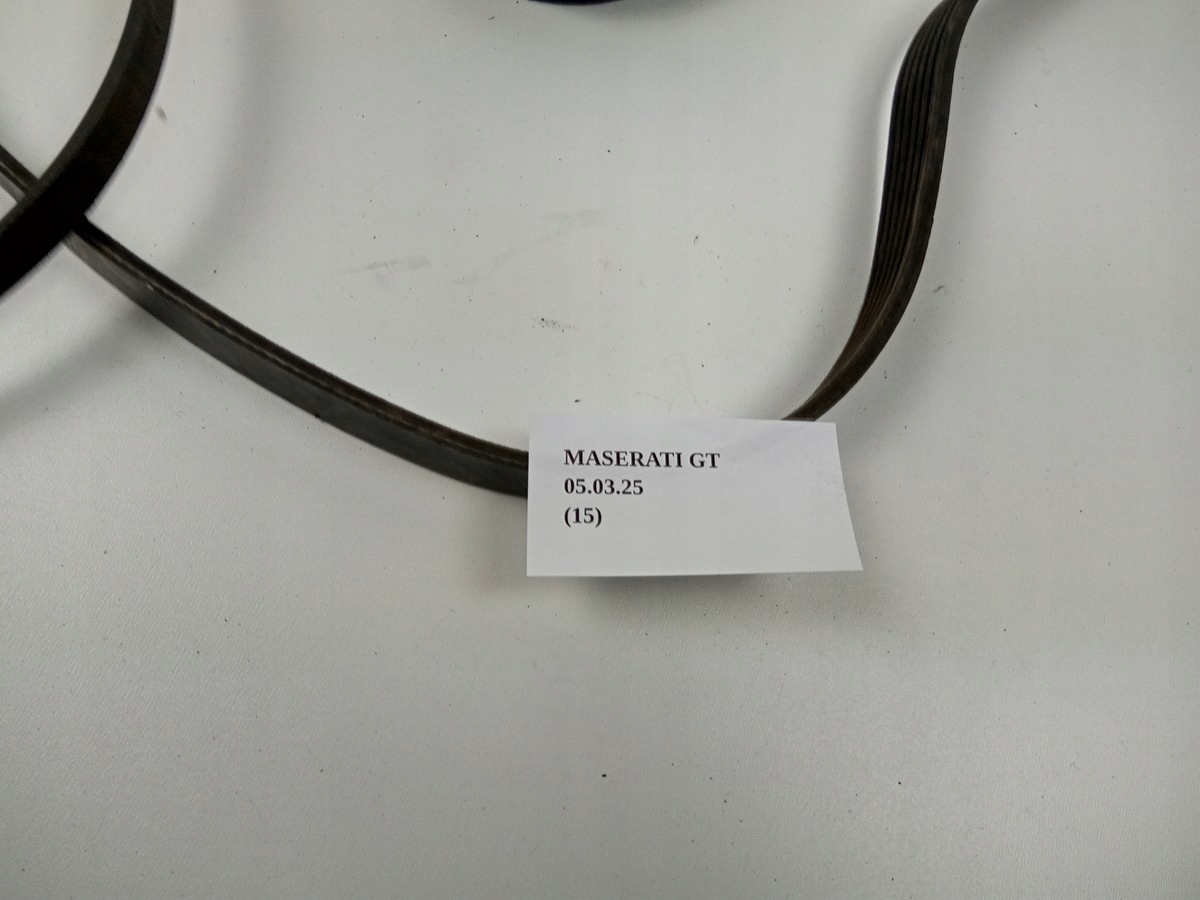 MASERATI GT
05.03.25
(15)